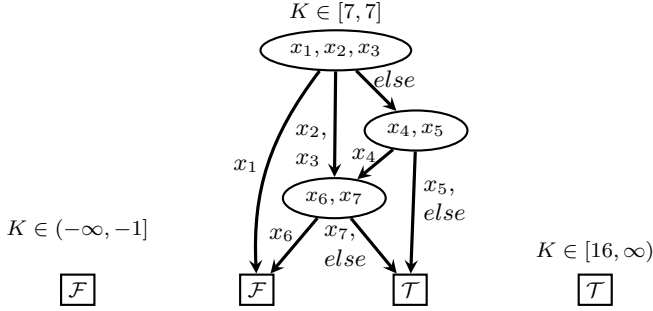 K ∈ [7, 7]
x₁, x₂, x₃
else
x₄, x₅
x₂,
x₃
x₄
x₁
x₅,
else
x₆, x₇
x₆
x₇,
else
K ∈ (−∞, −1]
K ∈ [16, ∞)
ℱ
ℱ
𝒯
𝒯